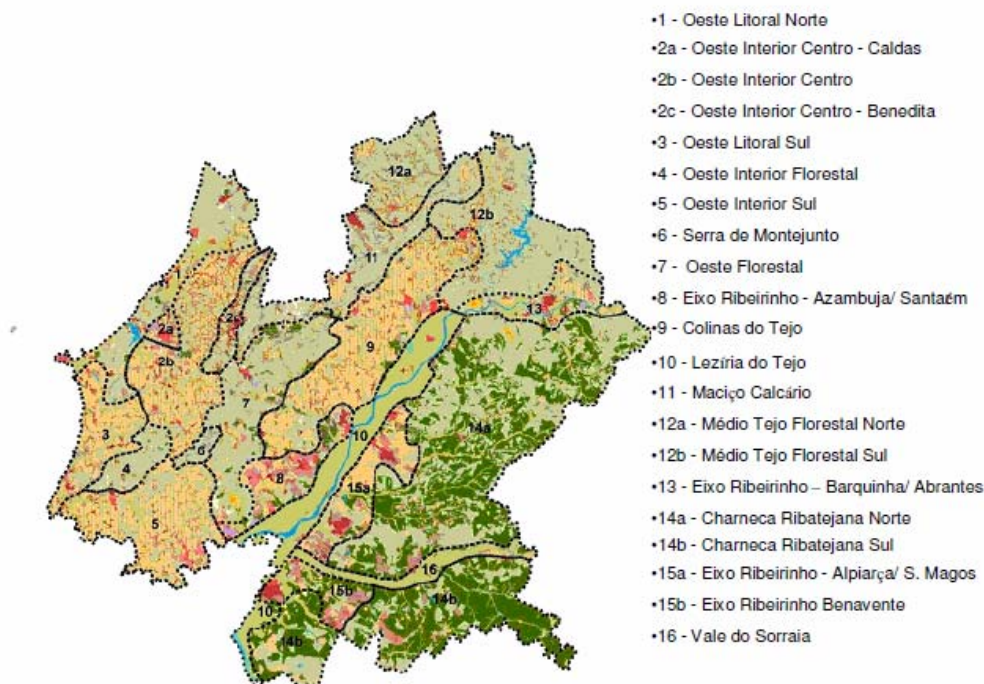 •1 - Oeste Litoral Norte
•2a - Oeste Interior Centro - Caldas
•2b - Oeste Interior Centro
•2c - Oeste Interior Centro - Benedita
•3 - Oeste Litoral Sul
•4 - Oeste Interior Florestal
•5 - Oeste Interior Sul
•6 - Serra de Montejunto
•7 - Oeste Florestal
•8 - Eixo Ribeirinho - Azambuja/ Santaém
•9 - Colinas do Tejo
•10 - Lezíria do Tejo
•11 - Maciço Calcário
•12a - Médio Tejo Florestal Norte
•12b - Médio Tejo Florestal Sul
•13 - Eixo Ribeirinho – Barquinha/ Abrantes
•14a - Charneca Ribatejana Norte
•14b - Charneca Ribatejana Sul
•15a - Eixo Ribeirinho - Alpiarça/ S. Magos
•15b - Eixo Ribeirinho Benavente
•16 - Vale do Sorraia
12a
12b
11
1
13
2a
2c
2b
9
7
3
10
14a
6
4
8
15a
5
16
15b
14b
10
14b